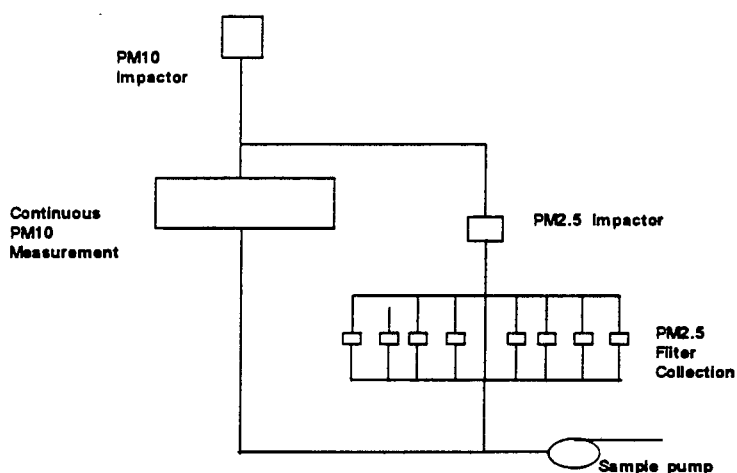 PM10
Impactor
Continuous
PM10
Measurement
PM2.5 Impactor
PM2.5
Filter
Collection
Sample pump